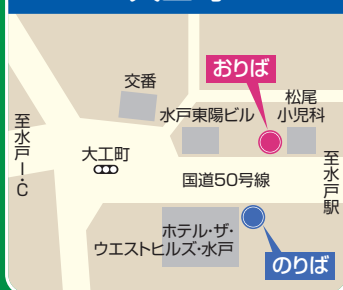 おりば
交番
松尾
小児科
水戸東陽ビル
至水戸I・C
大工町
国道50号線
至水戸駅
ホテル・ザ・
ウエストヒルズ・水戸
のりば